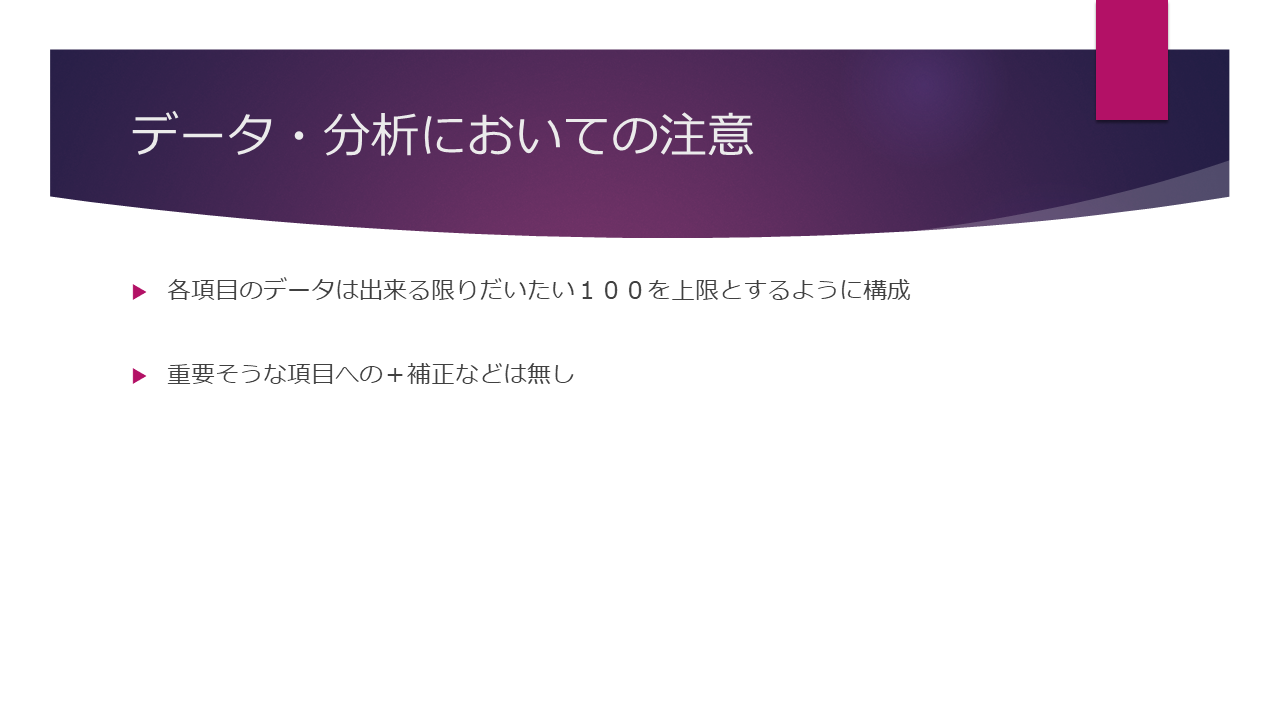 データ・分析においての注意
各項目のデータは出来る限りだいたい１００を上限とするように構成
重要そうな項目への＋補正などは無し